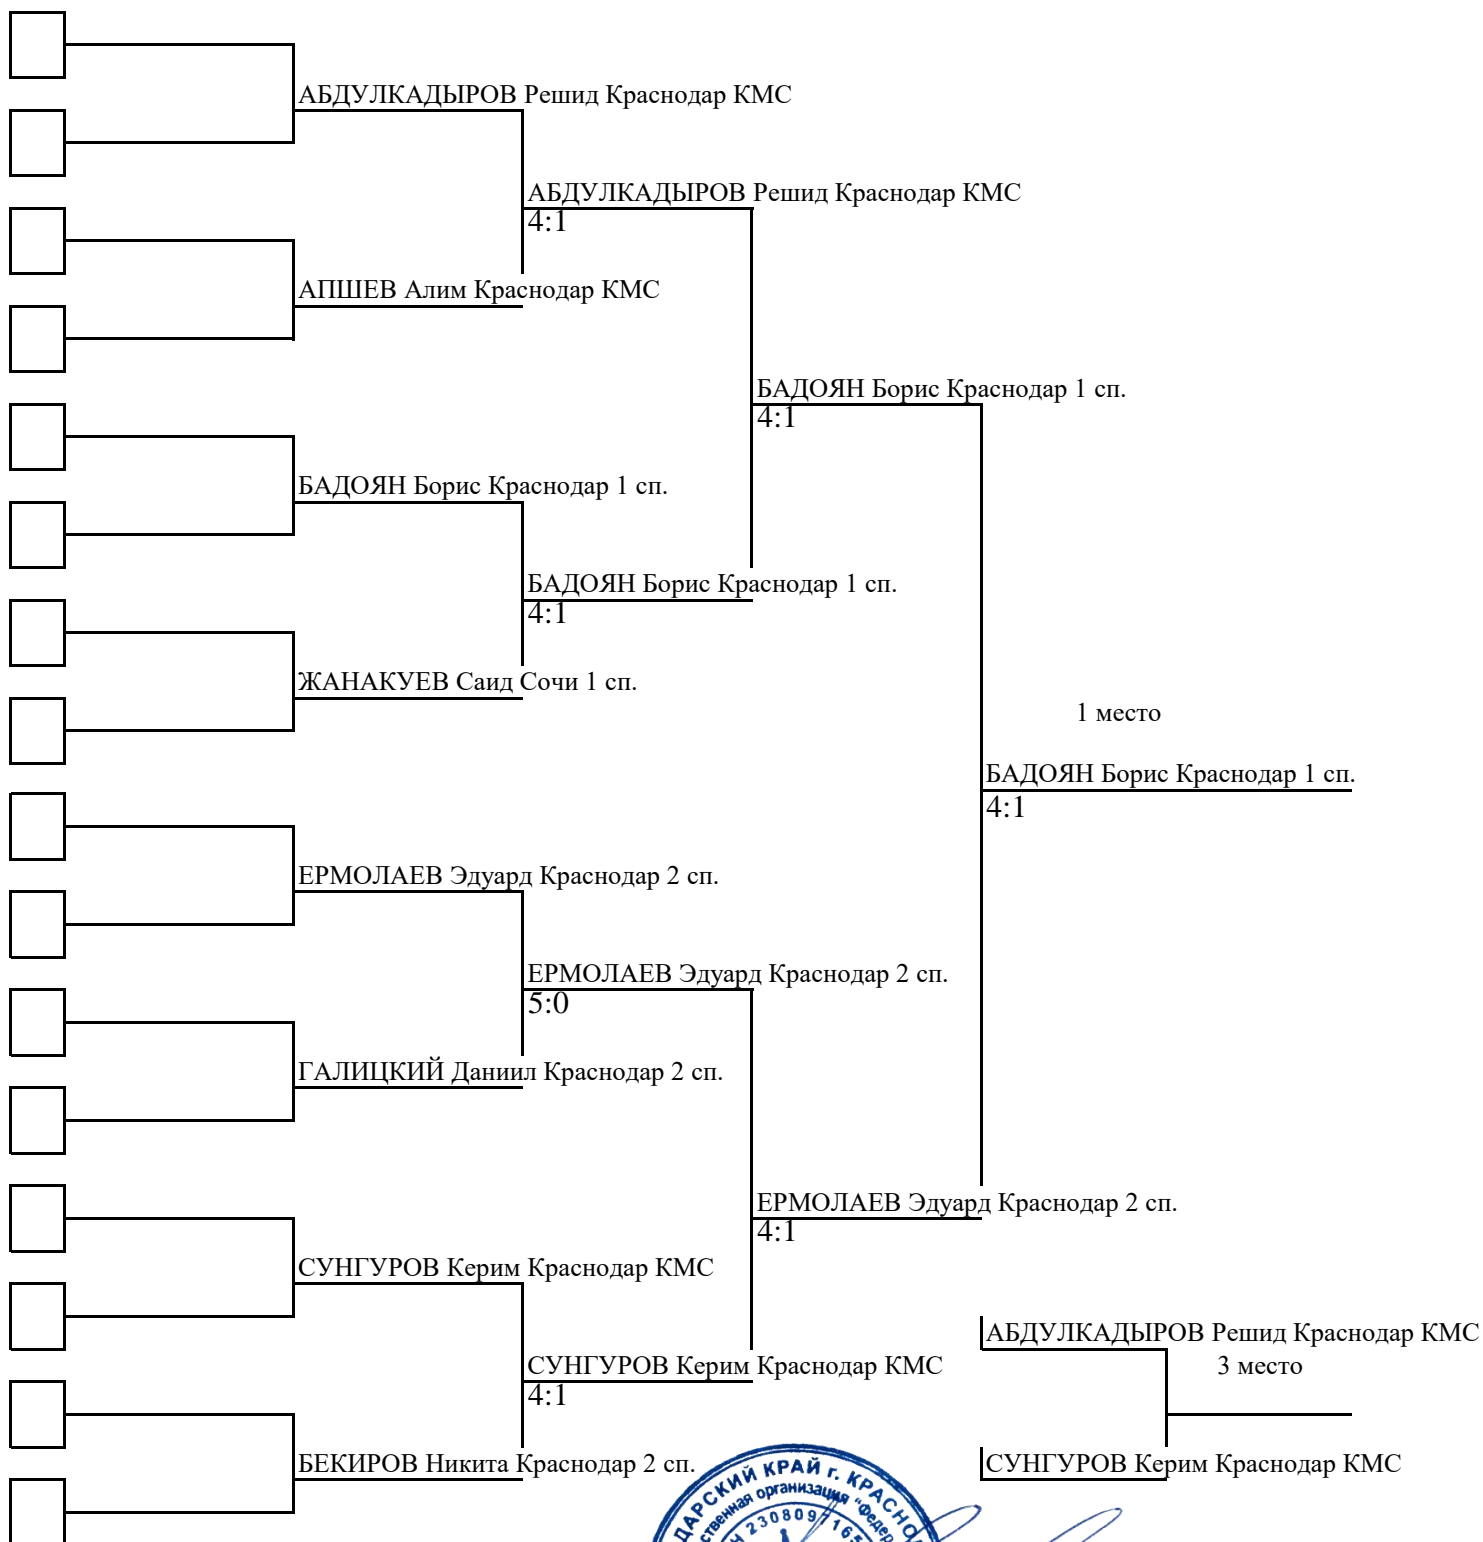 АБДУЛКАДЫРОВ Решид Краснодар КМС
АБДУЛКАДЫРОВ Решид Краснодар КМС
4:1
АПШЕВ Алим Краснодар КМС
БАДОЯН Борис Краснодар 1 сп.
4:1
БАДОЯН Борис Краснодар 1 сп.
БАДОЯН Борис Краснодар 1 сп.
4:1
ЖАНАКУЕВ Саид Сочи 1 сп.
1 место
БАДОЯН Борис Краснодар 1 сп.
4:1
ЕРМОЛАЕВ Эдуард Краснодар 2 сп.
ЕРМОЛАЕВ Эдуард Краснодар 2 сп.
5:0
ГАЛИЦКИЙ Даниил Краснодар 2 сп.
ЕРМОЛАЕВ Эдуард Краснодар 2 сп.
4:1
СУНГУРОВ Керим Краснодар КМС
АБДУЛКАДЫРОВ Решид Краснодар КМС
СУНГУРОВ Керим Краснодар КМС
3 место
4:1
БЕКИРОВ Никита Краснодар 2 сп.
СУНГУРОВ Керим Краснодар КМС
КРАЙ г.
организация